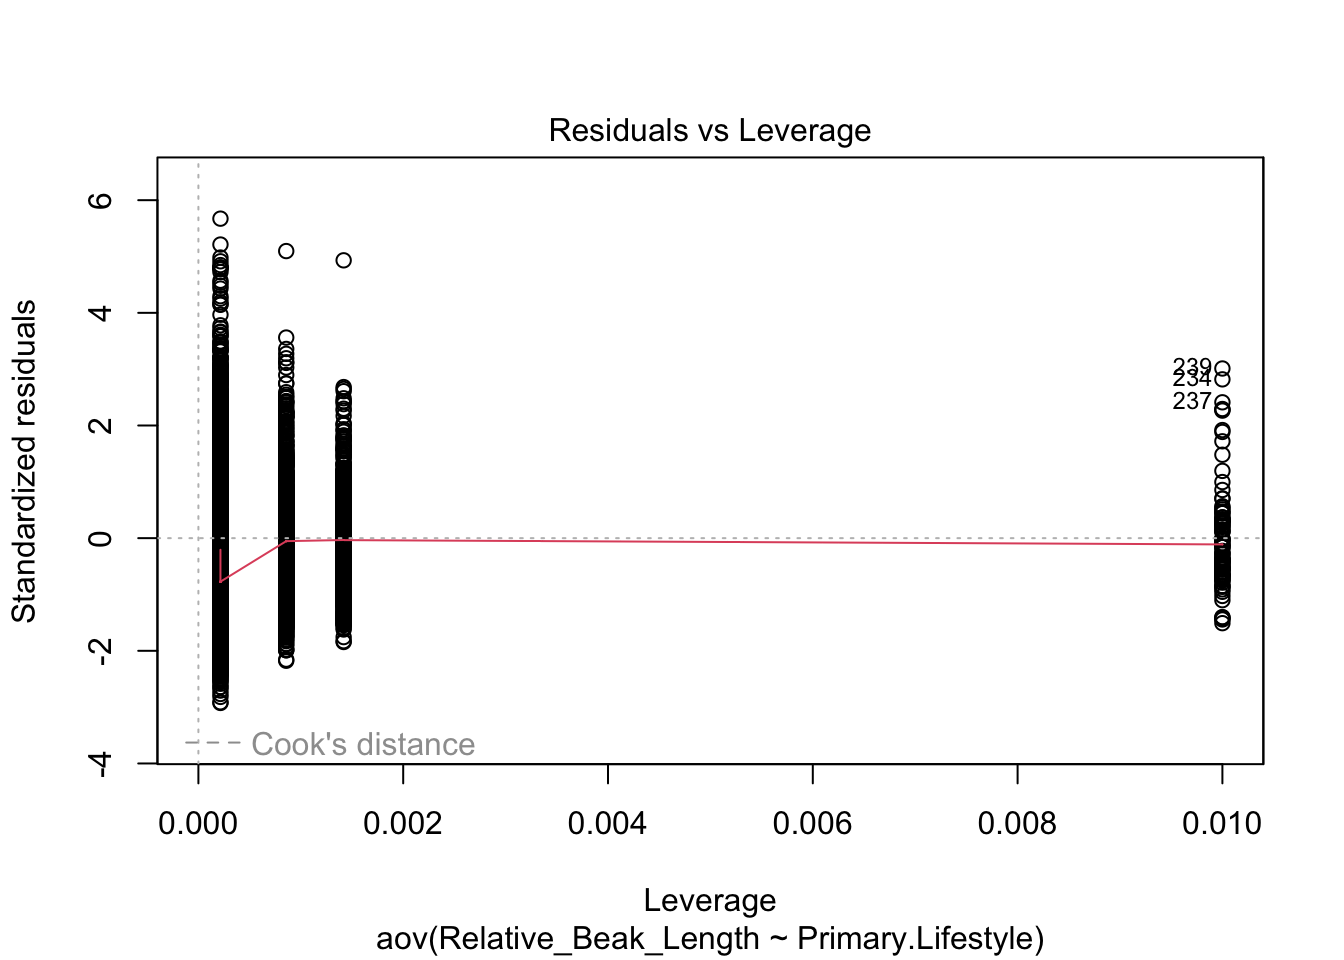 Residuals vs Leverage
Standardized residuals
6
4
2
0
-2
-4
239
234
237
Cook's distance
0.000 0.002 0.004 0.006 0.008 0.010
Leverage
aov(Relative_Beak_Length ~ Primary.Lifestyle)